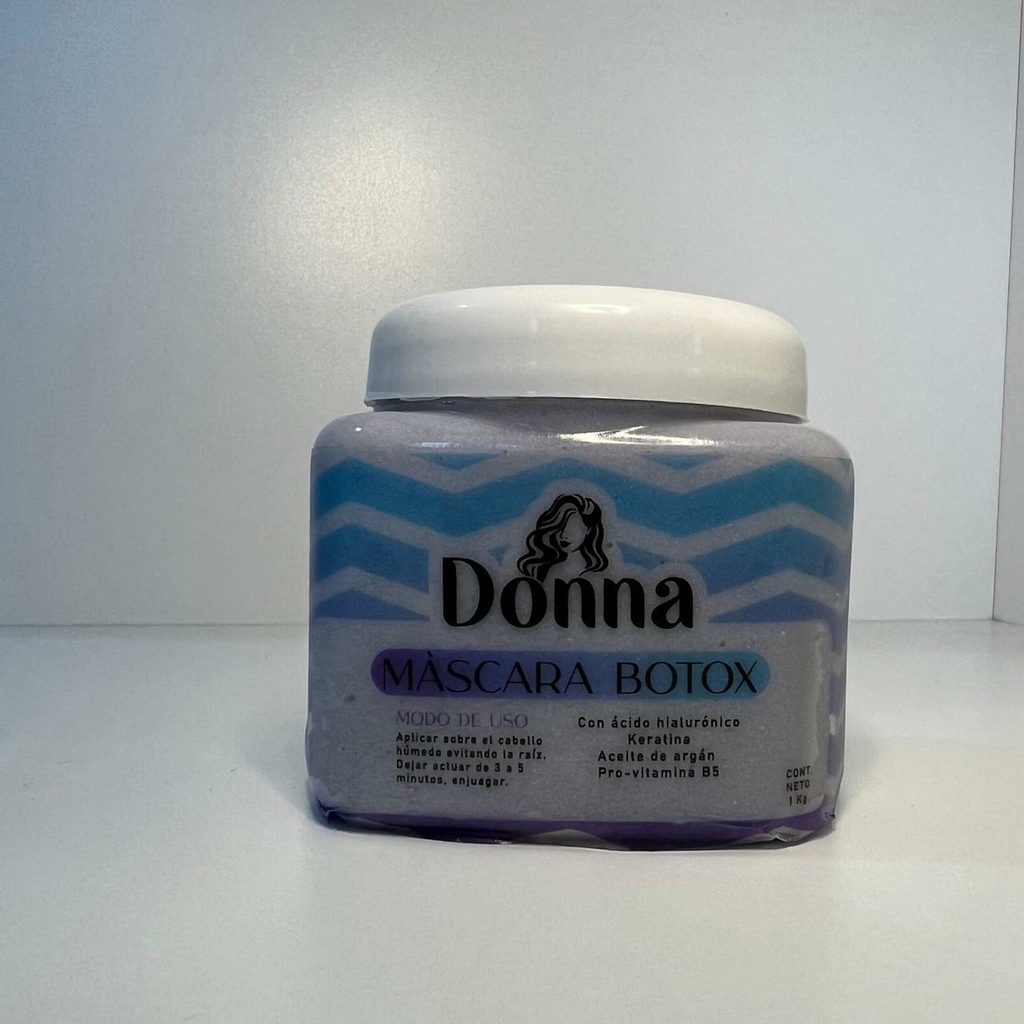 Donna
MÀSCARA BOTOX
MODO DE USO
Aplicar sobre el cabello
húmedo evitando la raíz.
Dejar actuar de 3 a 5
minutos, enjuagar.
Con ácido hialurónico
Keratina
Aceite de argán
Pro-vitamina B5
CONT.
NETO
1 Kg